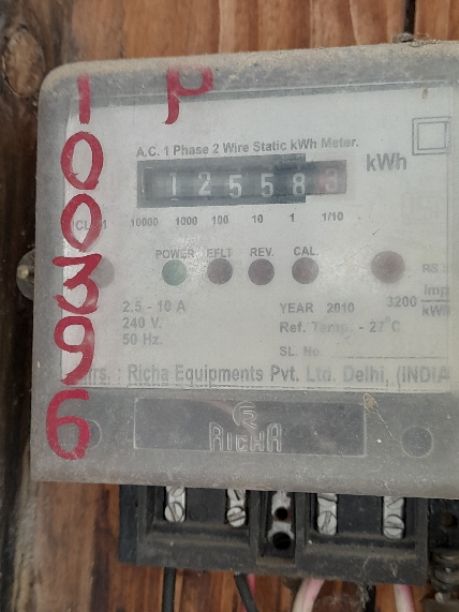 1 P
0
0
3
9
6
A.C. 1 Phase 2 Wire Static kWh Meter.
1 2 5 5 8 kWh
10000 1000 100 10 1 1/10
POWER EFLT REV. CAL.
2.5 - 10 A
240 V.
50 Hz.
YEAR 2010
Ref. Temp. - 27°C
SL. No.
3200 Imp
kWh
Richa Equipments Pvt. Ltd. Delhi, (INDIA
RICHA